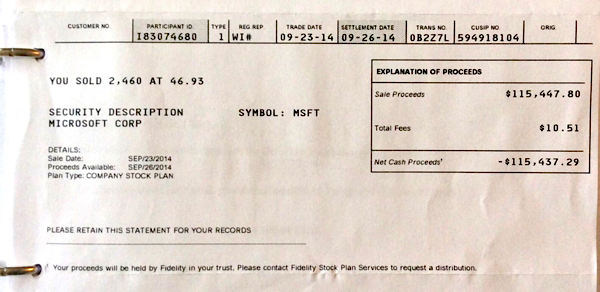 CUSTOMER NO. PARTICIPANT ID. TYPE REG.REP. TRADE DATE SETTLEMENT DATE TRANS NO CUSIP NO ORIG.
I83074680 1 WI# 09-23-14 09-26-14 0B2Z7L 594918104
YOU SOLD 2,460 AT 46.93
EXPLANATION OF PROCEEDS
Sale Proceeds $115,447.80
SECURITY DESCRIPTION SYMBOL: MSFT
MICROSOFT CORP
Total Fees $10.51
DETAILS:
Sale Date: SEP/23/2014
Proceeds Available: SEP/26/2014
Plan Type: COMPANY STOCK PLAN
Net Cash Proceeds¹ -$115,437.29
PLEASE RETAIN THIS STATEMENT FOR YOUR RECORDS
¹ Your proceeds will be held by Fidelity in your trust. Please contact Fidelity Stock Plan Services to request a distribution.